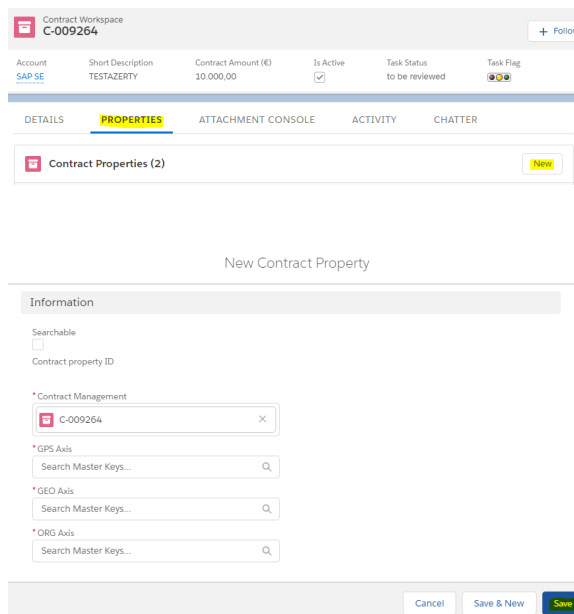 Contract Workspace
C-009264
+ Follow
Account Short Description Contract Amount (€) Is Active Task Status Task Flag
SAP SE TESTAZERTY 10.000,00 to be reviewed
DETAILS PROPERTIES ATTACHMENT CONSOLE ACTIVITY CHATTER
Contract Properties (2) New
New Contract Property
Information
Searchable
Contract property ID
*Contract Management
C-009264
*GPS Axis
Search Master Keys...
*GEO Axis
Search Master Keys...
*ORG Axis
Search Master Keys...
Cancel Save & New Save